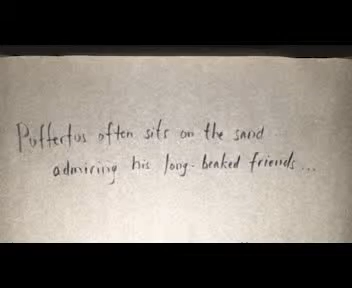 Puffertus often sits on the sand
admiring his long-beaked friends...